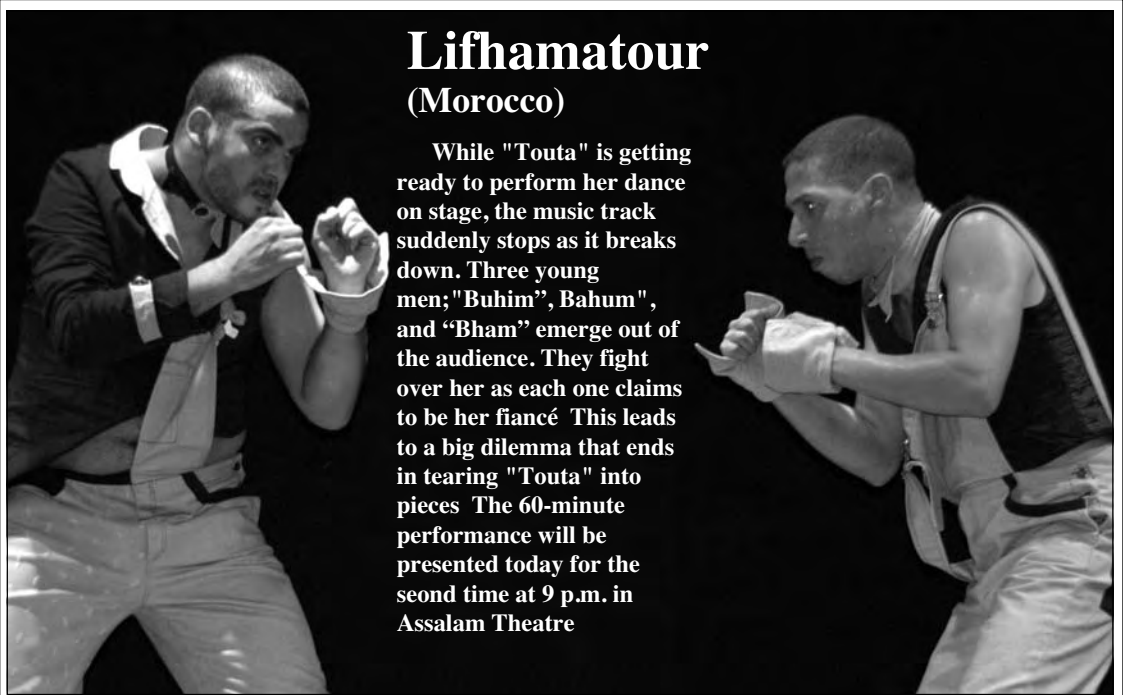 Lifhamatour
(Morocco)
While "Touta" is getting
ready to perform her dance
on stage, the music track
suddenly stops as it breaks
down. Three young
men;"Buhim”, Bahum",
and “Bham” emerge out of
the audience. They fight
over her as each one claims
to be her fiancé  This leads
to a big dilemma that ends
in tearing "Touta" into
pieces  The 60-minute
performance will be
presented today for the
seond time at 9 p.m. in
Assalam Theatre